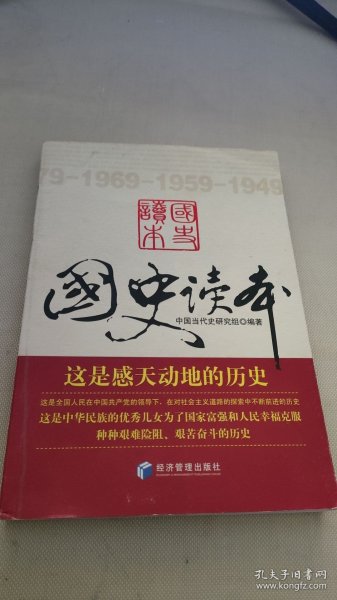 79-1969-1959-1949
國史
讀本
國史读本
中国当代史研究组◎编著
这是感天动地的历史
这是全国人民在中国共产党的领导下，在对社会主义道路的探索中不断前进的历史
这是中华民族的优秀儿女为了国家富强和人民幸福克服
种种艰难险阻、艰苦奋斗的历史
经济管理出版社
孔夫子旧书网